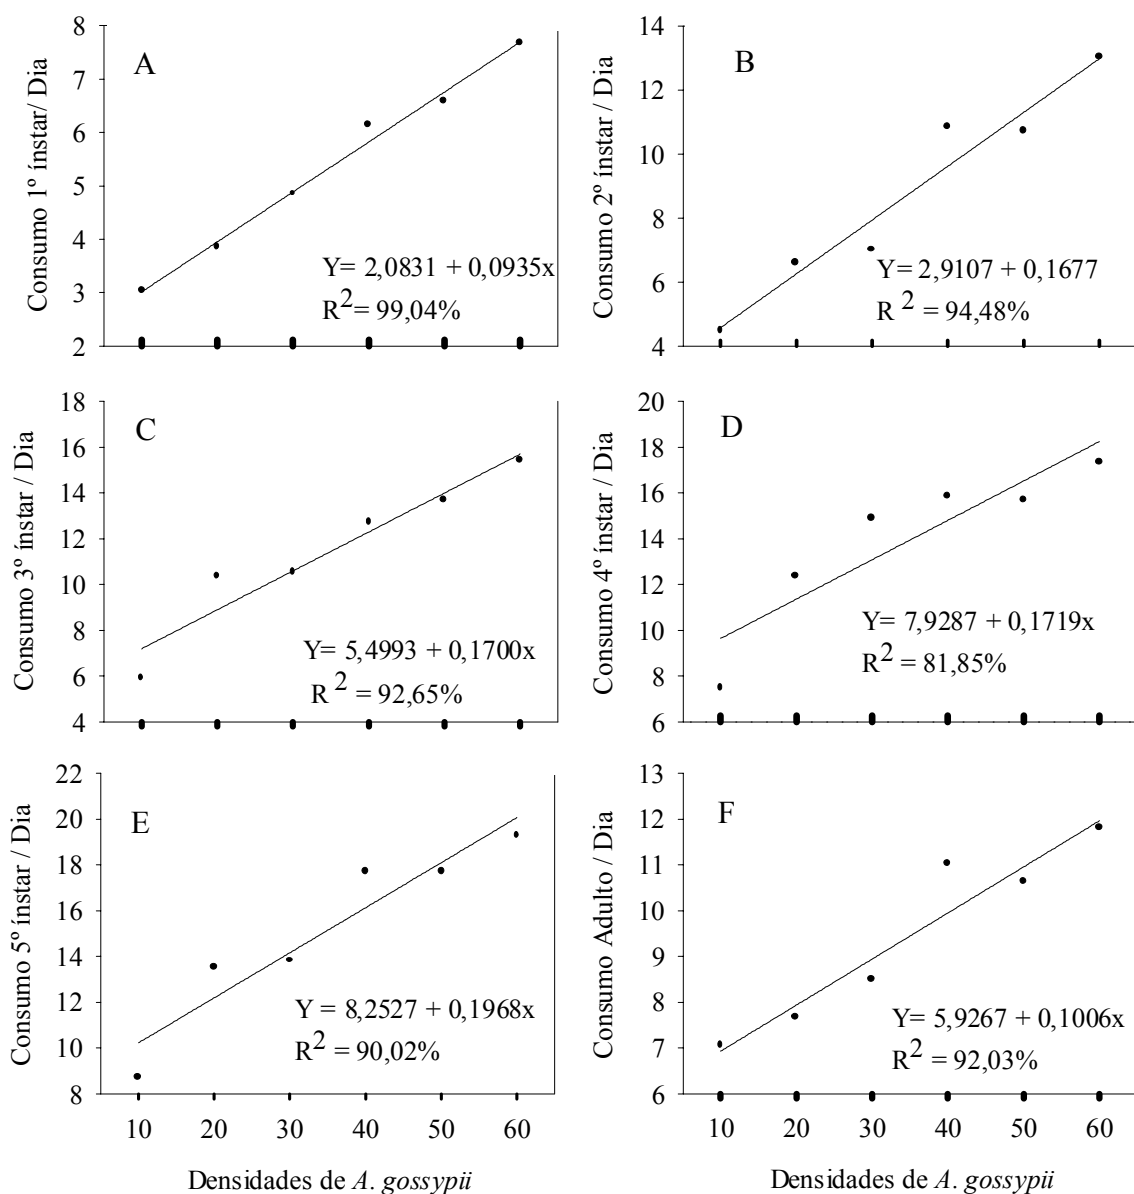 Consumo 1º ínstar/ Dia
8
7
6
5
4
3
2
A
Y= 2,0831 + 0,0935x
R2= 99,04%
Consumo 2º ínstar / Dia
14
12
10
8
6
4
B
Y= 2,9107 + 0,1677
R 2 = 94,48%
Consumo 3º ínstar / Dia
18
16
14
12
10
8
6
4
C
Y= 5,4993 + 0,1700x
R 2 = 92,65%
Consumo 4º ínstar / Dia
20
18
16
14
12
10
8
6
D
Y= 7,9287 + 0,1719x
R2 = 81,85%
Consumo 5º ínstar / Dia
22
20
18
16
14
12
10
8
E
Y = 8,2527 + 0,1968x
R2 = 90,02%
10 20 30 40 50 60
Densidades de A. gossypii
Consumo Adulto / Dia
13
12
11
10
9
8
7
6
F
Y= 5,9267 + 0,1006x
R2 = 92,03%
10 20 30 40 50 60
Densidades de A. gossypii